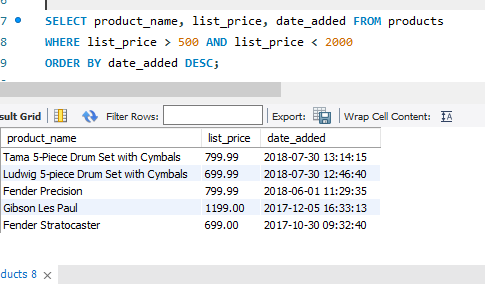 7 SELECT product_name, list_price, date_added FROM products
8 WHERE list_price > 500 AND list_price < 2000
9 ORDER BY date_added DESC;
sult Grid Filter Rows: Export: Wrap Cell Content: IA
product_name list_price date_added
Tama 5-Piece Drum Set with Cymbals 799.99 2018-07-30 13:14:15
Ludwig 5-piece Drum Set with Cymbals 699.99 2018-07-30 12:46:40
Fender Precision 799.99 2018-06-01 11:29:35
Gibson Les Paul 1199.00 2017-12-05 16:33:13
Fender Stratocaster 699.00 2017-10-30 09:32:40
ducts 8 ×